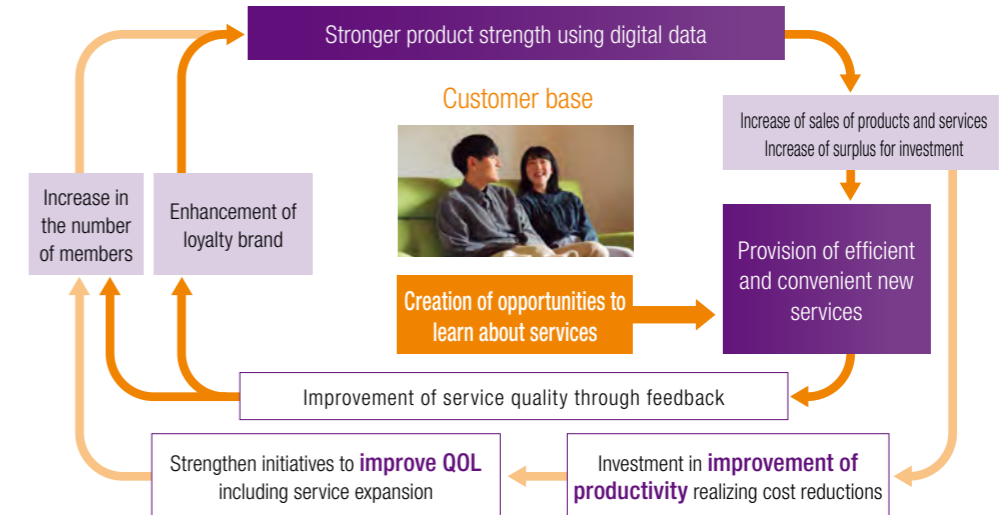 Stronger product strength using digital data
Customer base
Increase of sales of products and services
Increase of surplus for investment
Increase in
the number
of members
Enhancement of
loyalty brand
Provision of efficient
and convenient new
services
Creation of opportunities to
learn about services
Improvement of service quality through feedback
Strengthen initiatives to improve QOL
including service expansion
Investment in improvement of
productivity realizing cost reductions